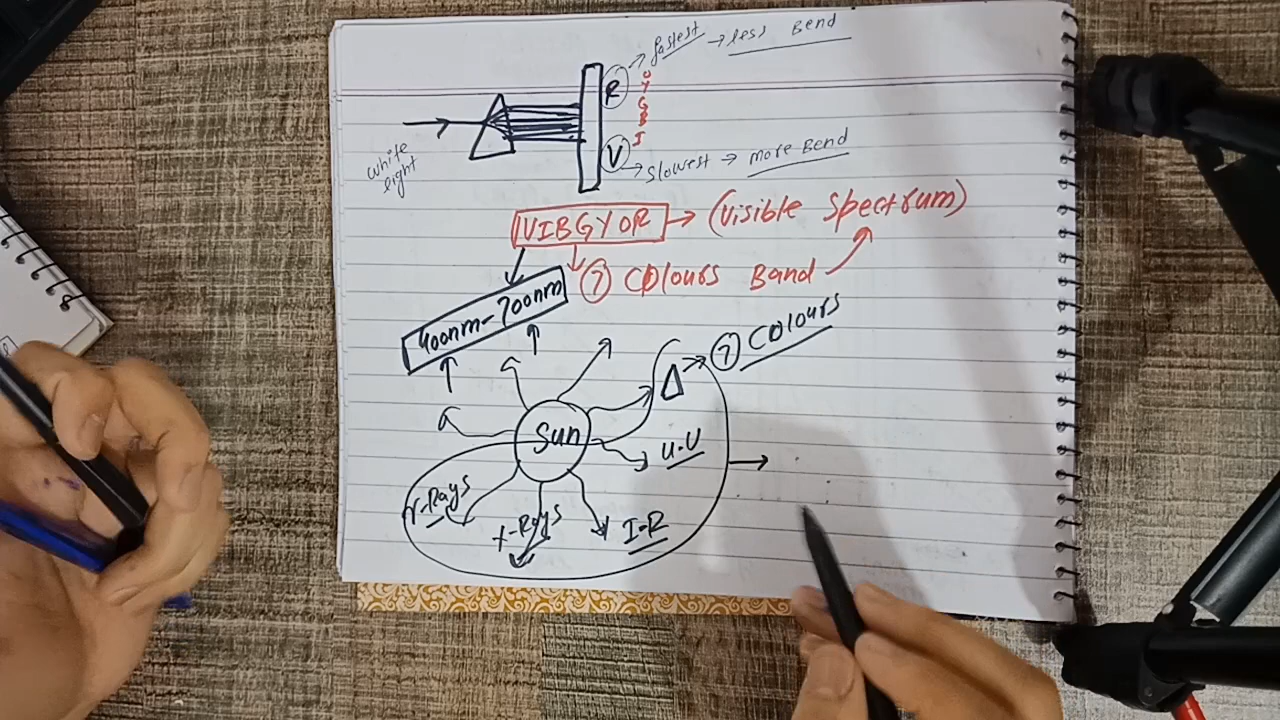 R → fastest → less Bend
O
Y
G
B
I
white light
V → slowest → more Bend
VIBGYOR → (visible spectrum)
⑦ Colours Band
400nm-700nm
⑦ Colours
Δ
Sun
U.V
γ-Rays
x-Rays
I-R